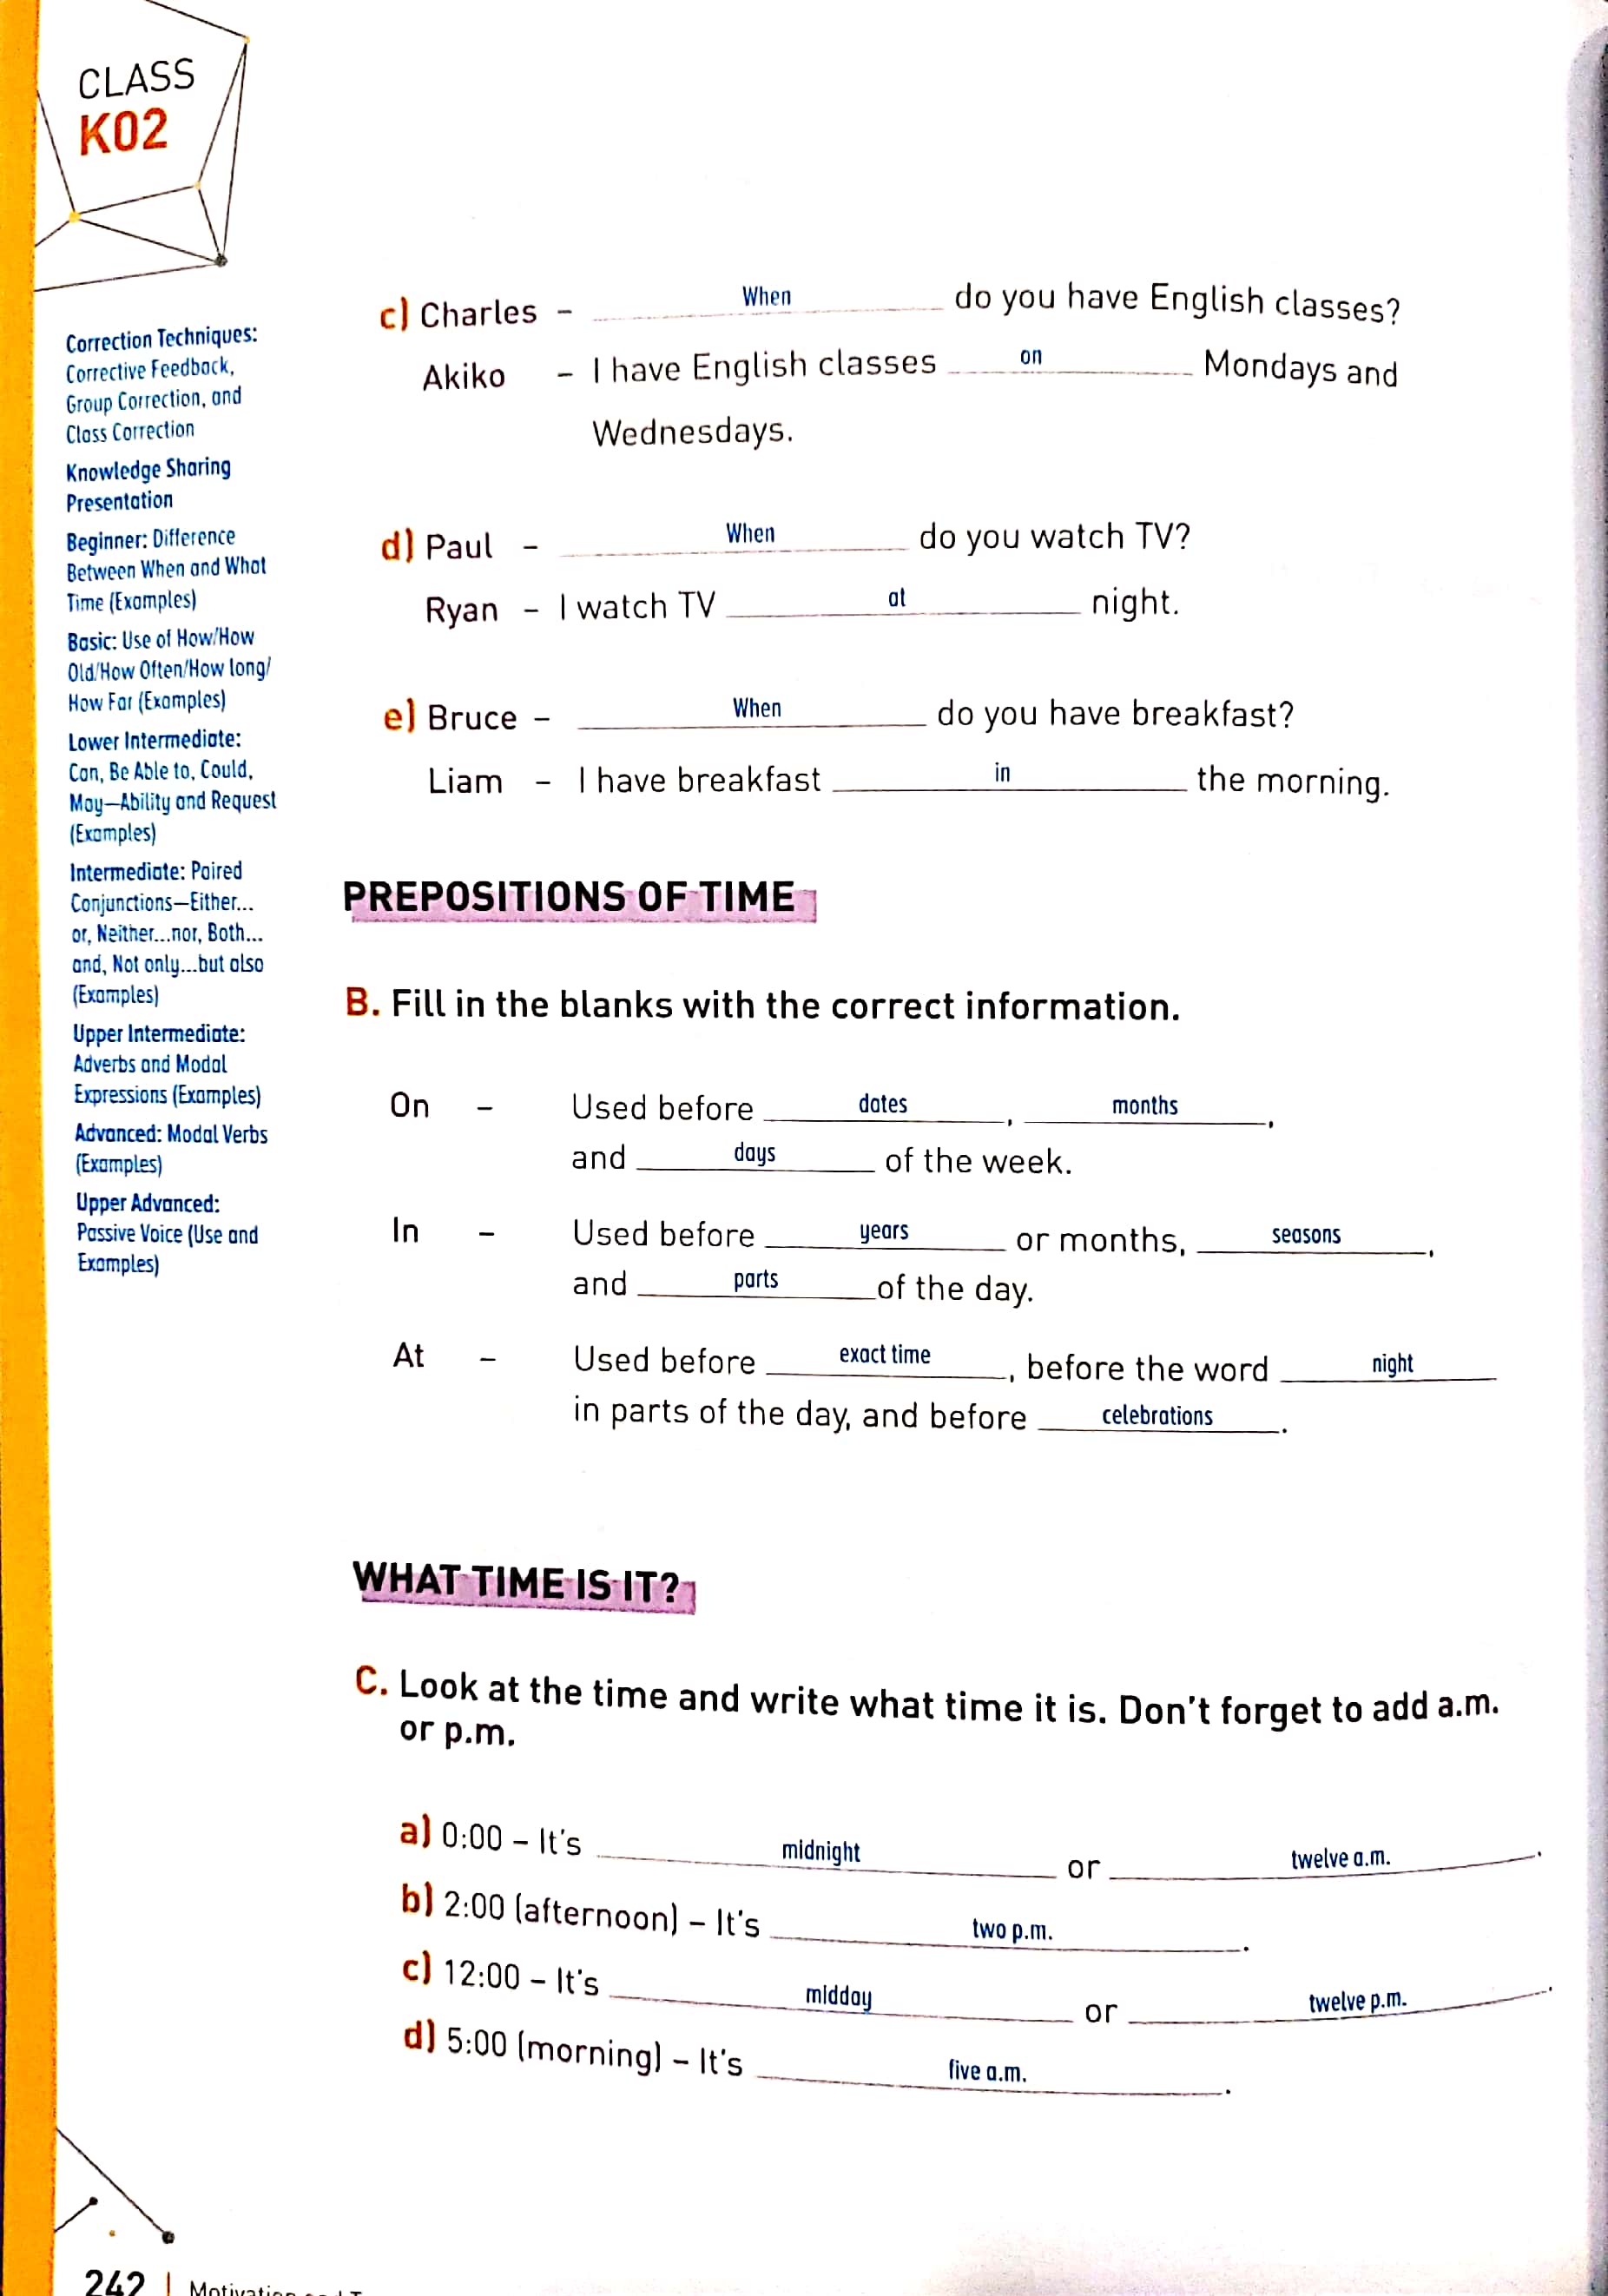 CLASS
K02
Correction Techniques:
Corrective Feedback,
Group Correction, and
Class Correction
Knowledge Sharing
Presentation
Beginner: Difference
Between When and What
Time (Examples)
Basic: Use of How/How
Old/How Often/How long/
How Far (Examples)
Lower Intermediate:
Can, Be Able to, Could,
May—Ability and Request
(Examples)
Intermediate: Paired
Conjunctions—Either...
or, Neither...nor, Both...
and, Not only...but also
(Examples)
Upper Intermediate:
Adverbs and Modal
Expressions (Examples)
Advanced: Modal Verbs
(Examples)
Upper Advanced:
Passive Voice (Use and
Examples)
c) Charles – When do you have English classes?
Akiko – I have English classes on Mondays and
Wednesdays.
d) Paul – When do you watch TV?
Ryan – I watch TV at night.
e) Bruce – When do you have breakfast?
Liam – I have breakfast in the morning.
PREPOSITIONS OF TIME
B. Fill in the blanks with the correct information.
On – Used before dates, months,
and days of the week.
In – Used before years or months, seasons,
and parts of the day.
At – Used before exact time, before the word night
in parts of the day, and before celebrations.
WHAT TIME IS IT?
C. Look at the time and write what time it is. Don't forget to add a.m.
or p.m.
a) 0:00 – It's midnight or twelve a.m.
b) 2:00 (afternoon) – It's two p.m.
c) 12:00 – It's midday or twelve p.m.
d) 5:00 (morning) – It's five a.m.
242 | Motivation and